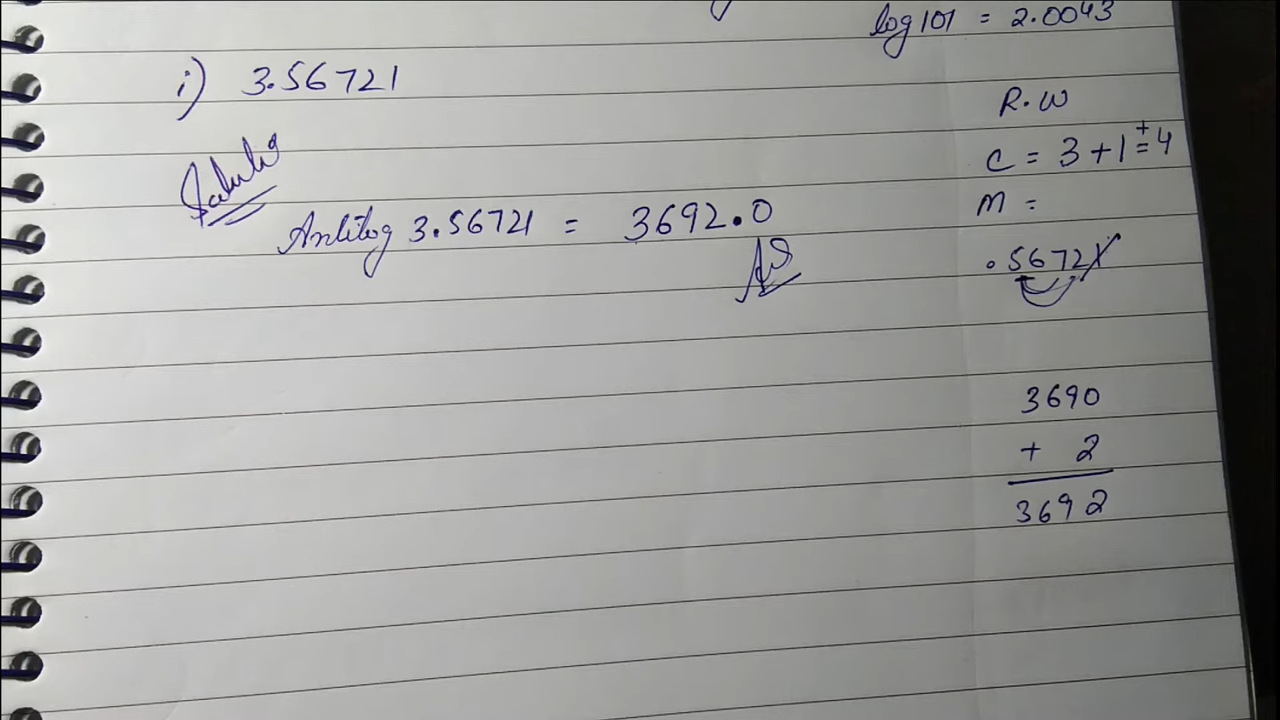 log 101 = 2.0043
i) 3.56721
Antilog 3.56721 = 3692.0
R.W
C = 3 + 1 = +4
M =
.56721
3690
+ 2
3692